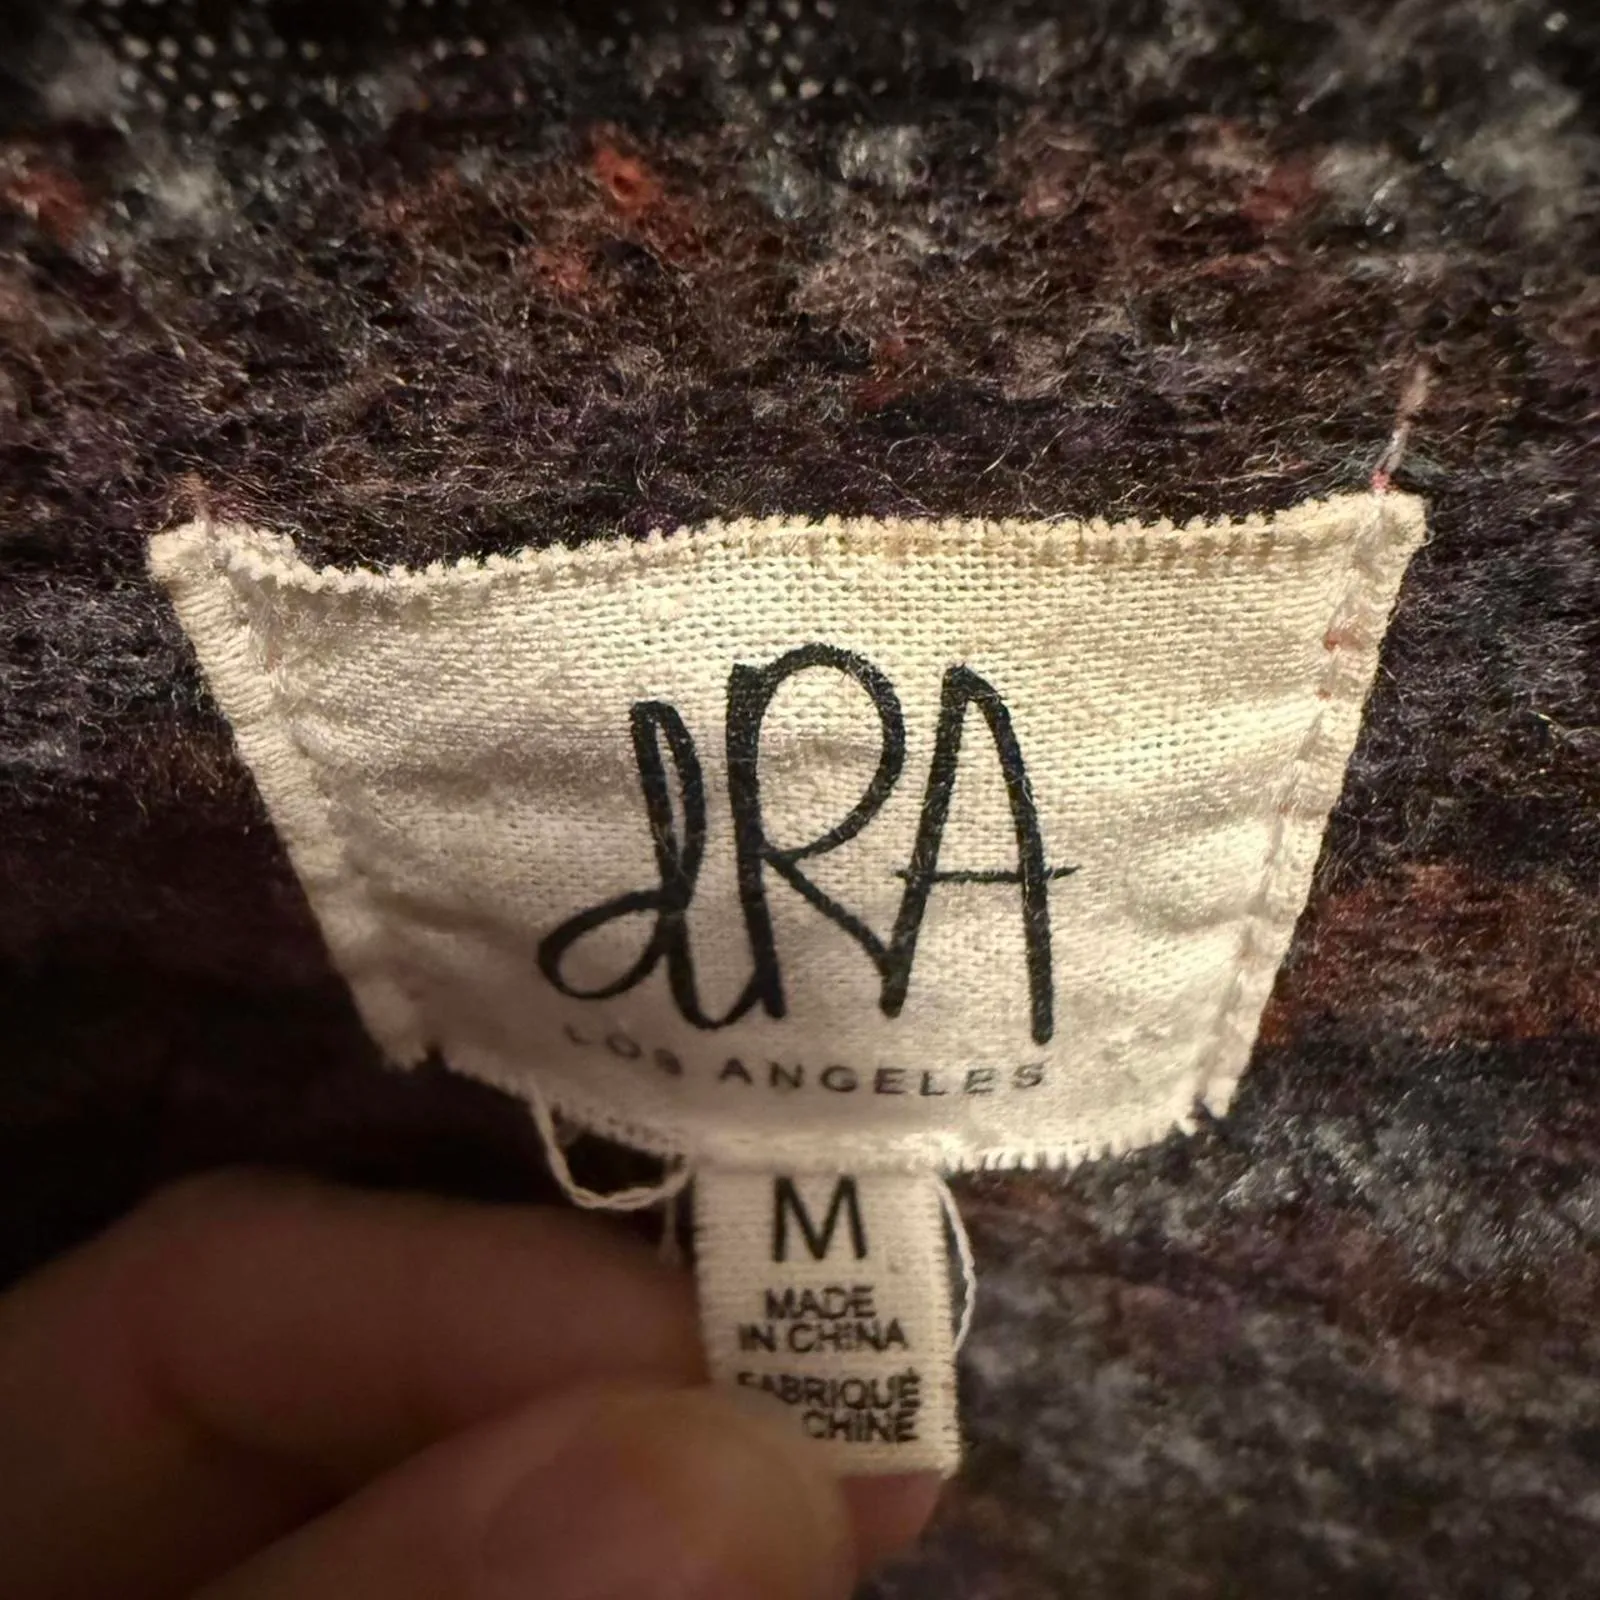 dRA
LOS ANGELES
M
MADE
IN CHINA
FABRIQUÉ
CHINE